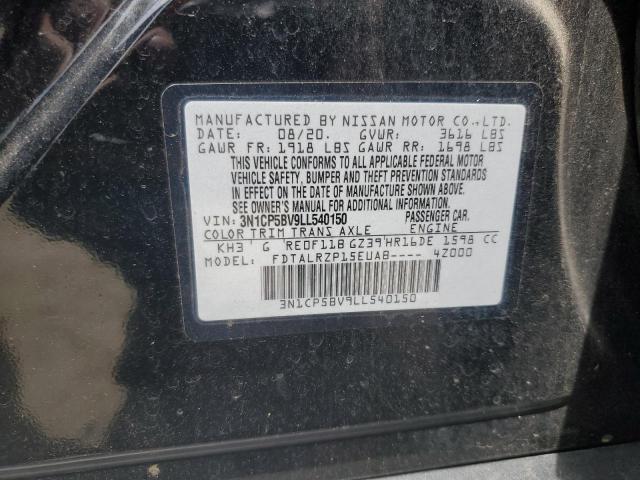 MANUFACTURED BY NISSAN MOTOR CO.,LTD.
DATE: 08/20. GVWR: 3616 LBS
GAWR FR: 1918 LBS GAWR RR: 1698 LBS
THIS VEHICLE CONFORMS TO ALL APPLICABLE FEDERAL MOTOR
VEHICLE SAFETY, BUMPER AND THEFT PREVENTION STANDARDS
IN EFFECT ON THE DATE OF MANUFACTURE SHOWN ABOVE.
SEE OWNER'S MANUAL FOR ADDITIONAL INFORMATION.
VIN: 3N1CP5BV9LL540150 PASSENGER CAR.
COLOR TRIM TRANS AXLE ENGINE
KH3 G RE0F11B GZ39 HR16DE 1598 CC
MODEL: FDTALRZP15EUAB---- 4Z000
3N1CP5BV9LL540150